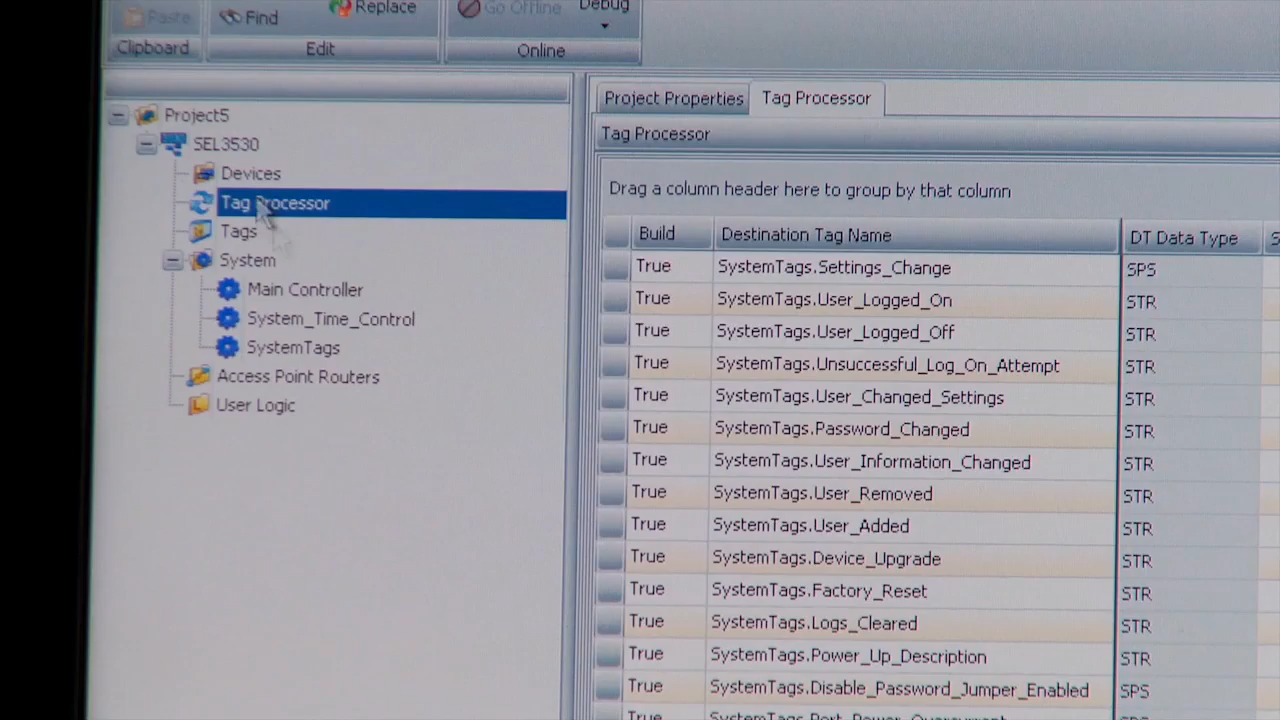 Paste
Find
Replace
Go Offline
Debug
Clipboard
Edit
Online
Project5
SEL3530
Devices
Tag Processor
Tags
System
Main Controller
System_Time_Control
SystemTags
Access Point Routers
User Logic
Project Properties
Tag Processor
Tag Processor
Drag a column header here to group by that column
Build Destination Tag Name DT Data Type S
True SystemTags.Settings_Change SPS
True SystemTags.User_Logged_On STR
True SystemTags.User_Logged_Off STR
True SystemTags.Unsuccessful_Log_On_Attempt STR
True SystemTags.User_Changed_Settings STR
True SystemTags.Password_Changed STR
True SystemTags.User_Information_Changed STR
True SystemTags.User_Removed STR
True SystemTags.User_Added STR
True SystemTags.Device_Upgrade STR
True SystemTags.Factory_Reset STR
True SystemTags.Logs_Cleared STR
True SystemTags.Power_Up_Description STR
True SystemTags.Disable_Password_Jumper_Enabled SPS
True SystemTags.Port_Power_Overcurrent